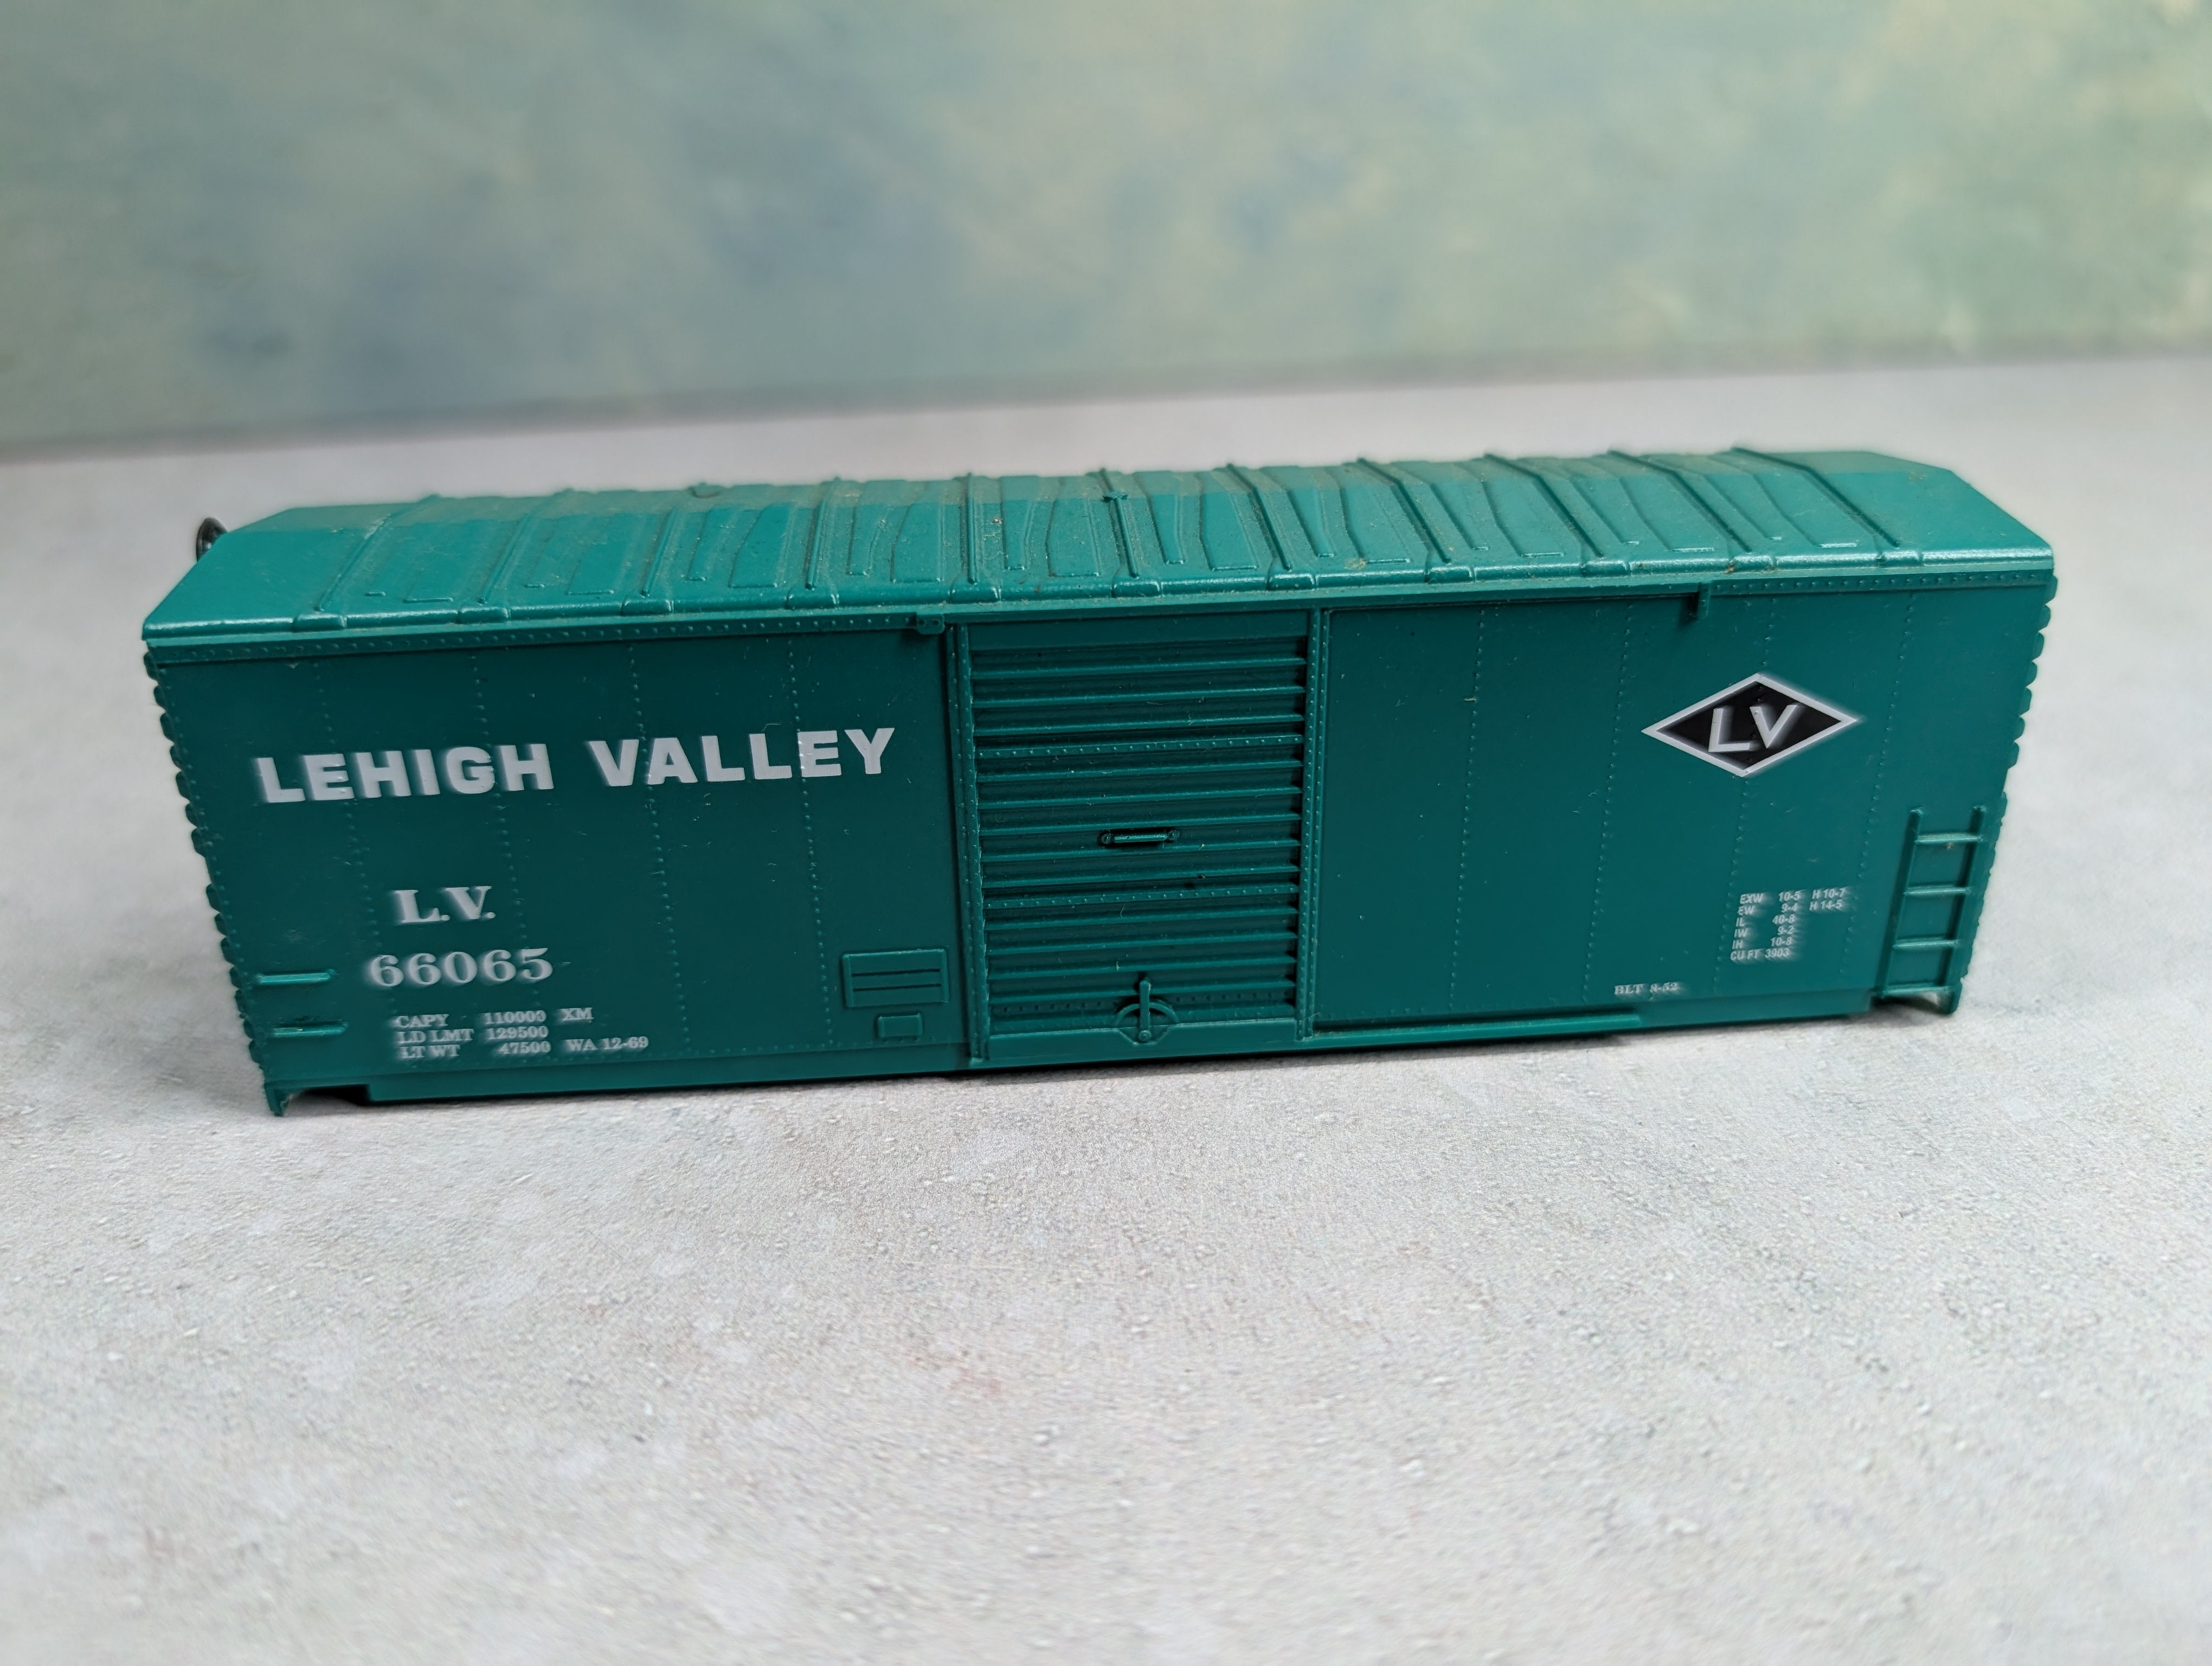 LEHIGH VALLEY
L.V.
66065
CAPY 110000 XM
LD LMT 129500
LT WT 47500 WA 12-69
LV
EXW 10-5 H 10-7
EW 9-4 H 14-5
IL 40-8
IW 9-2
IH 10-8
CU FT 3903
BLT 8-52